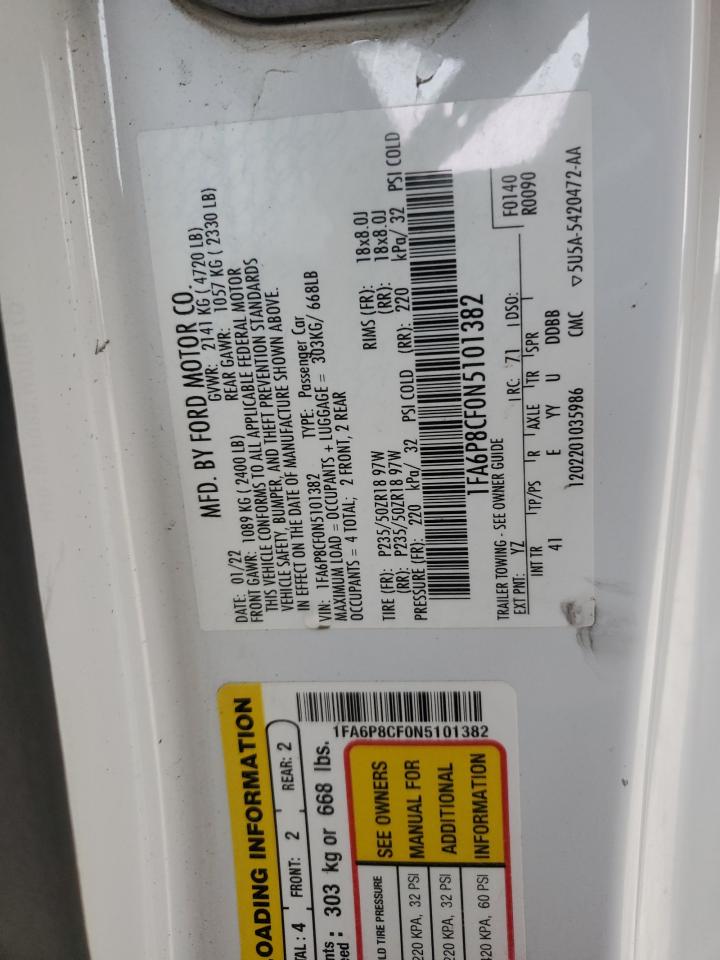 MFD. BY FORD MOTOR CO.
DATE: 01/22 GVWR: 2141 KG ( 4720 LB)
FRONT GAWR: 1089 KG ( 2400 LB) REAR GAWR: 1057 KG ( 2330 LB)
THIS VEHICLE CONFORMS TO ALL APPLICABLE FEDERAL MOTOR
VEHICLE SAFETY, BUMPER, AND THEFT PREVENTION STANDARDS
IN EFFECT ON THE DATE OF MANUFACTURE SHOWN ABOVE.
VIN: 1FA6P8CF0N5101382 TYPE: Passenger Car
MAXIMUM LOAD = OCCUPANTS + LUGGAGE = 303KG/ 668LB
OCCUPANTS = 4 TOTAL; 2 FRONT, 2 REAR
TIRE (FR): P235/50ZR18 97W RIMS (FR): 18x8.0J
(RR): P235/50ZR18 97W (RR): 18x8.0J
PRESSURE (FR): 220 kPa/ 32 PSI COLD (RR): 220 kPa/ 32 PSI COLD
1FA6P8CF0N5101382
TRAILER TOWING - SEE OWNER GUIDE
F0140
R0090
EXT PNT: YZ RC: 71 DSO:
INT TR TP/PS R AXLE TR SPR
41 E YY U DDBB
1202201035986 CMC ▽5U5A-5420472-AA
LOADING INFORMATION
TAL : 4 FRONT: 2 REAR: 2
nts : 303 kg or 668 lbs.
eed :
1FA6P8CF0N5101382
LD TIRE PRESSURE
220 KPA, 32 PSI
220 KPA, 32 PSI
420 KPA, 60 PSI
SEE OWNERS
MANUAL FOR
ADDITIONAL
INFORMATION